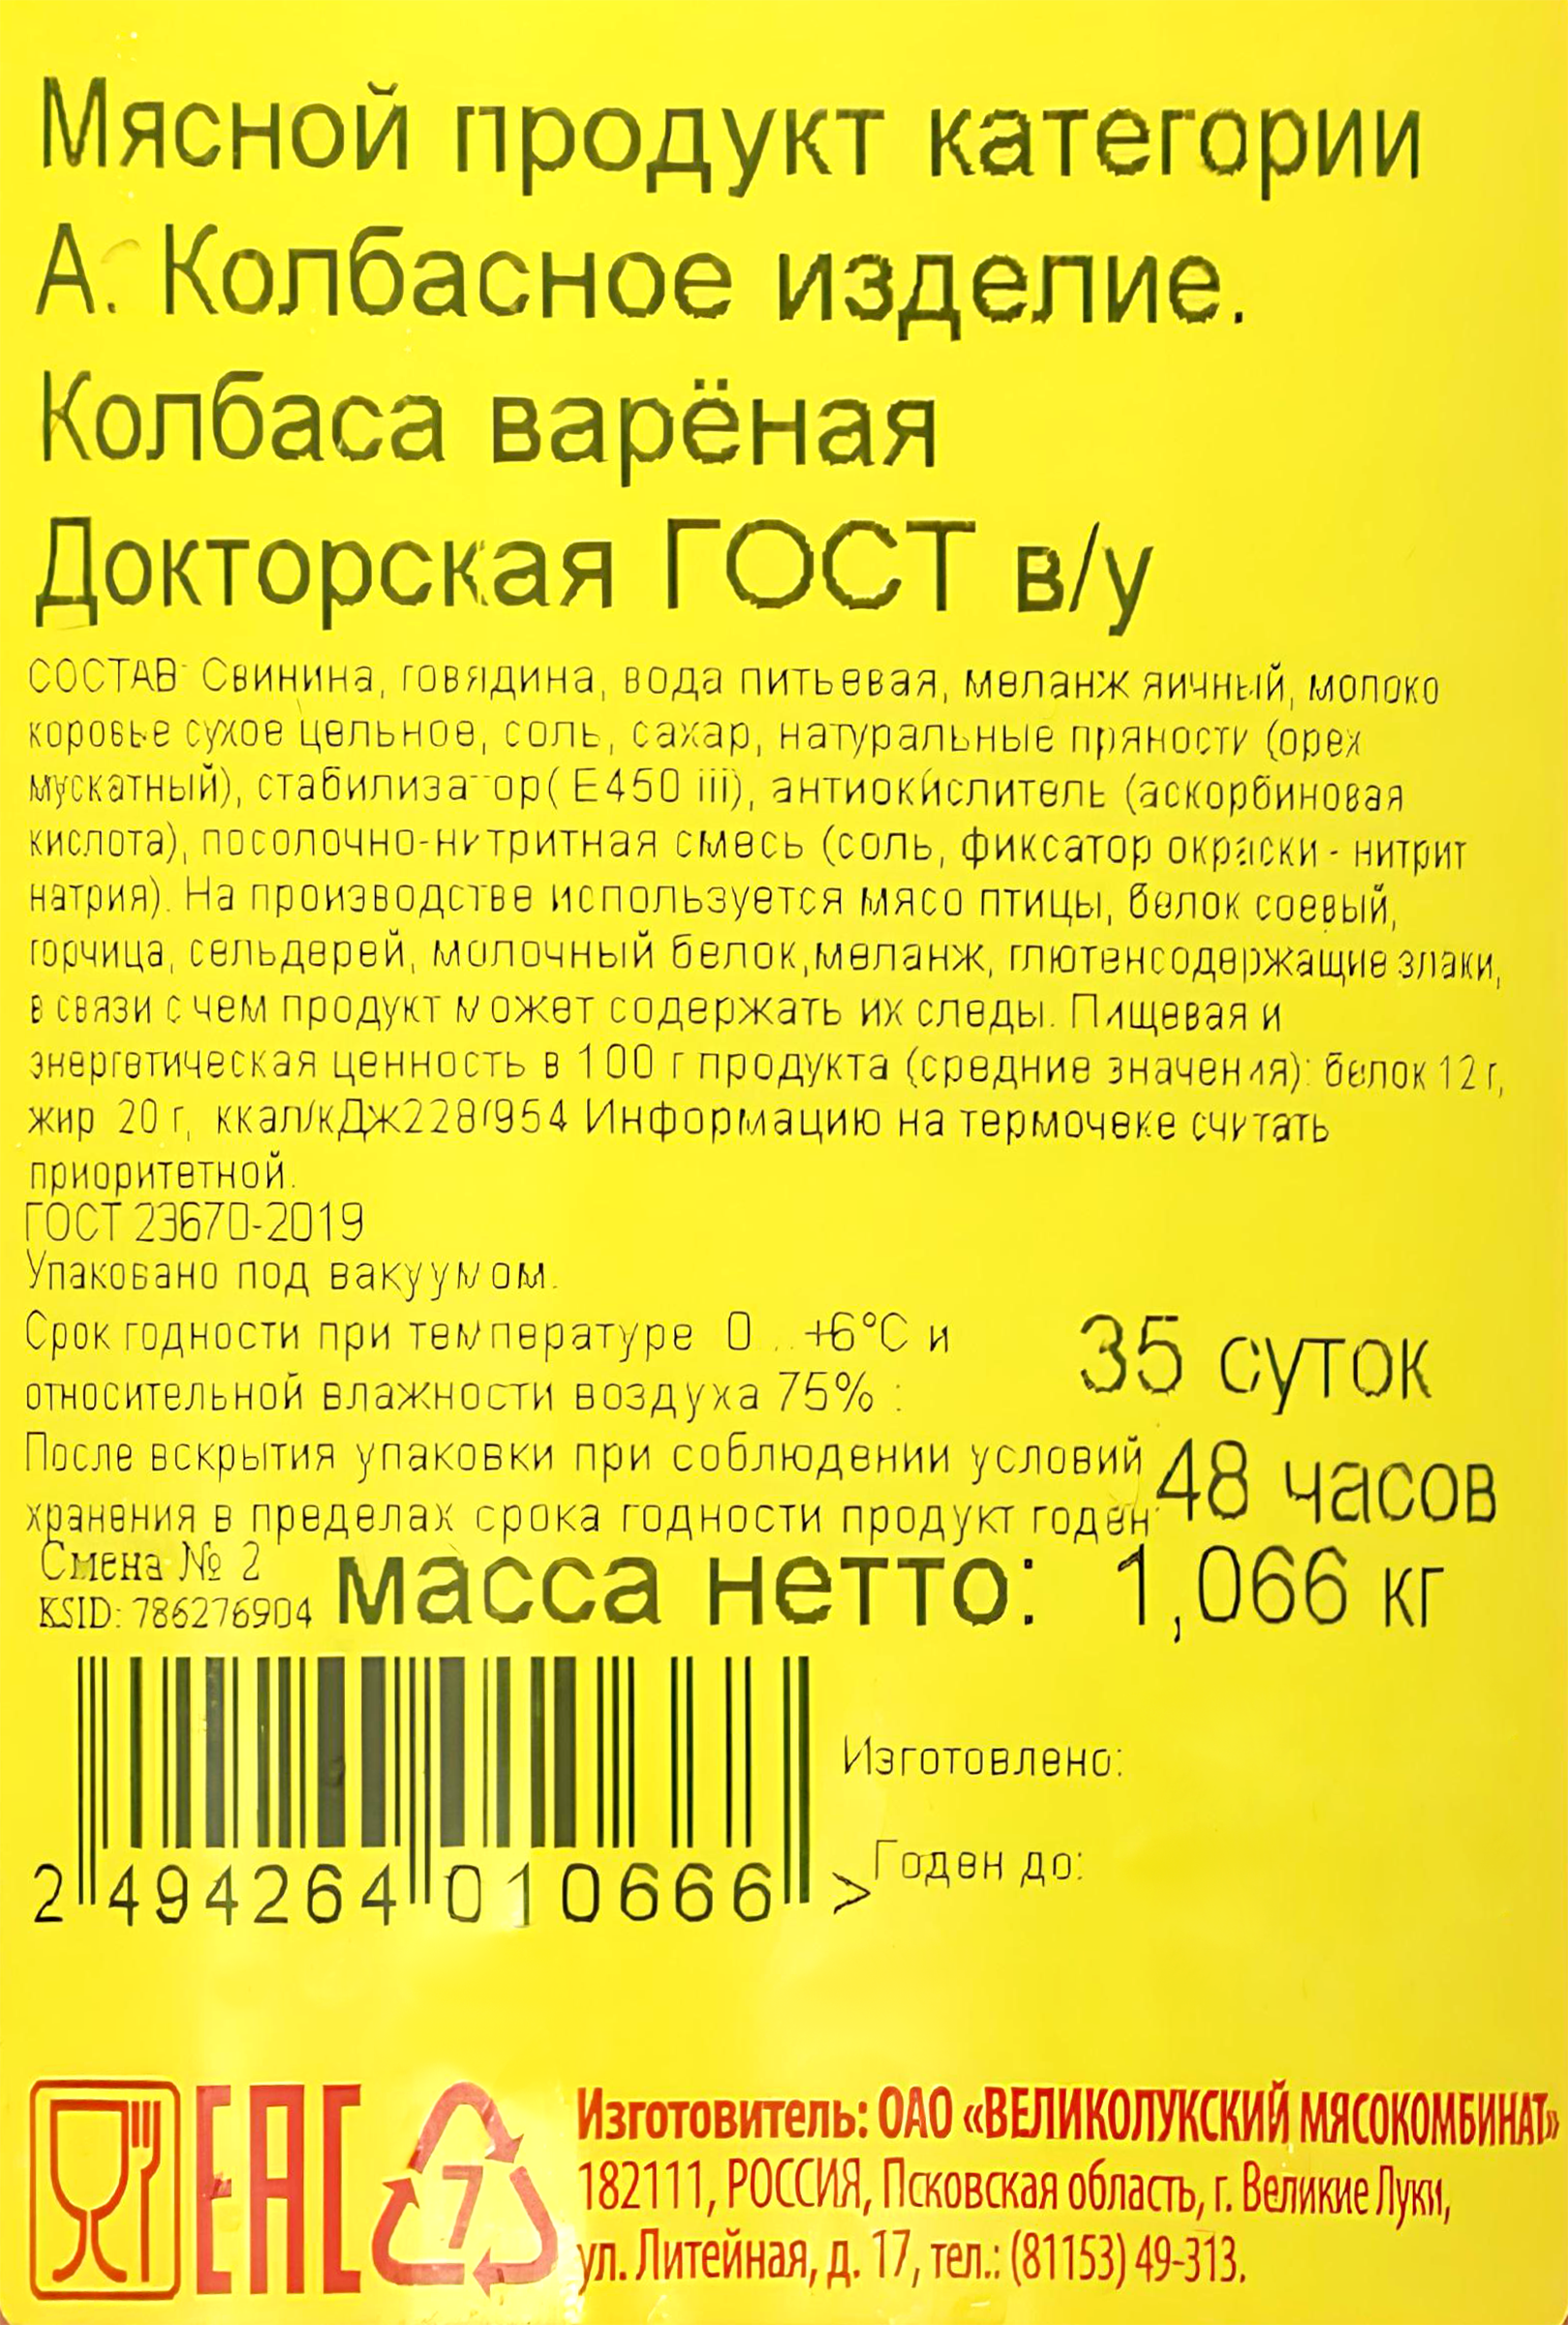 Мясной продукт категории
А. Колбасное изделие.
Колбаса варёная
Докторская ГОСТ в/у
СОСТАВ: Свинина, говядина, вода питьевая, меланж яичный, молоко
коровье сухое цельное, соль, сахар, натуральные пряности (орех
мускатный), стабилизатор( Е450 iii), антиокислитель (аскорбиновая
кислота), посолочно-нитритная смесь (соль, фиксатор окраски - нитрит
натрия). На производстве используется мясо птицы, белок соевый,
горчица, сельдерей, молочный белок,меланж, глютенсодержащие злаки,
в связи с чем продукт может содержать их следы. Пищевая и
энергетическая ценность в 100 г продукта (средние значения): белок 12 г,
жир 20 г, ккал/кДж228/954 Информацию на термочеке считать
приоритетной.
ГОСТ 23670-2019
Упаковано под вакуумом.
Срок годности при температуре 0...+6°C и
относительной влажности воздуха 75% : 35 суток
После вскрытия упаковки при соблюдении условий
хранения в пределах срока годности продукт годен 48 часов
Смена № 2
KSID: 786276904 масса нетто: 1,066 кг
Изготовлено:
Годен до:
2 494264 010666 >
EAC
7
Изготовитель: ОАО «ВЕЛИКОЛУКСКИЙ МЯСОКОМБИНАТ»
182111, РОССИЯ, Псковская область, г. Великие Луки,
ул. Литейная, д. 17, тел.: (81153) 49-313.